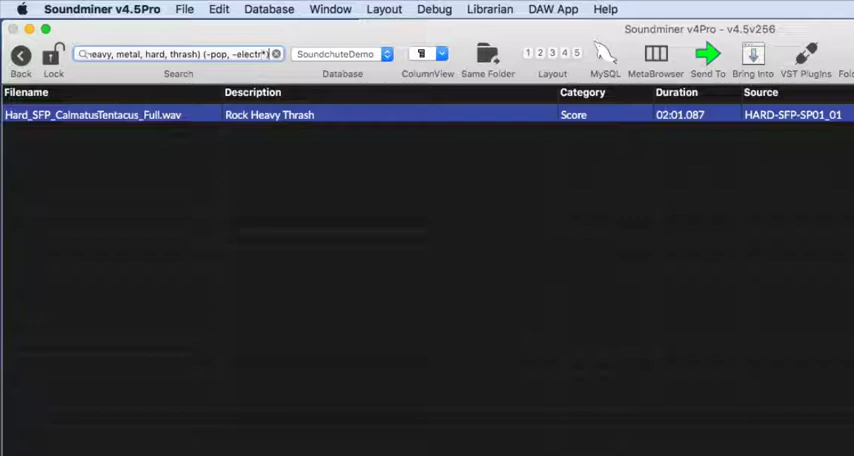 Soundminer v4.5Pro File Edit Database Window Layout Debug Librarian DAW App Help
Soundminer v4Pro - v4.5v256
heavy, metal, hard, thrash) (-pop, -electr*) SoundchuteDemo 1 2 3 4 5
Back Lock Search Database ColumnView Same Folder Layout MySQL MetaBrowser Send To Bring Into VST PlugIns Fol
Filename Description Category Duration Source
Hard_SFP_CalmatusTentacus_Full.wav Rock Heavy Thrash Score 02:01.087 HARD-SFP-SP01_01